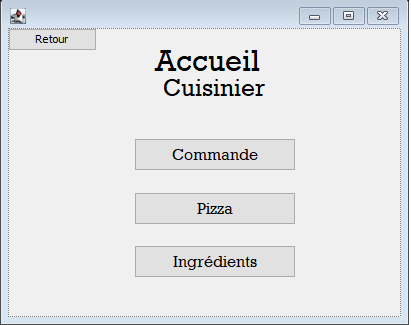 Retour
Accueil
Cuisinier
Commande
Pizza
Ingrédients